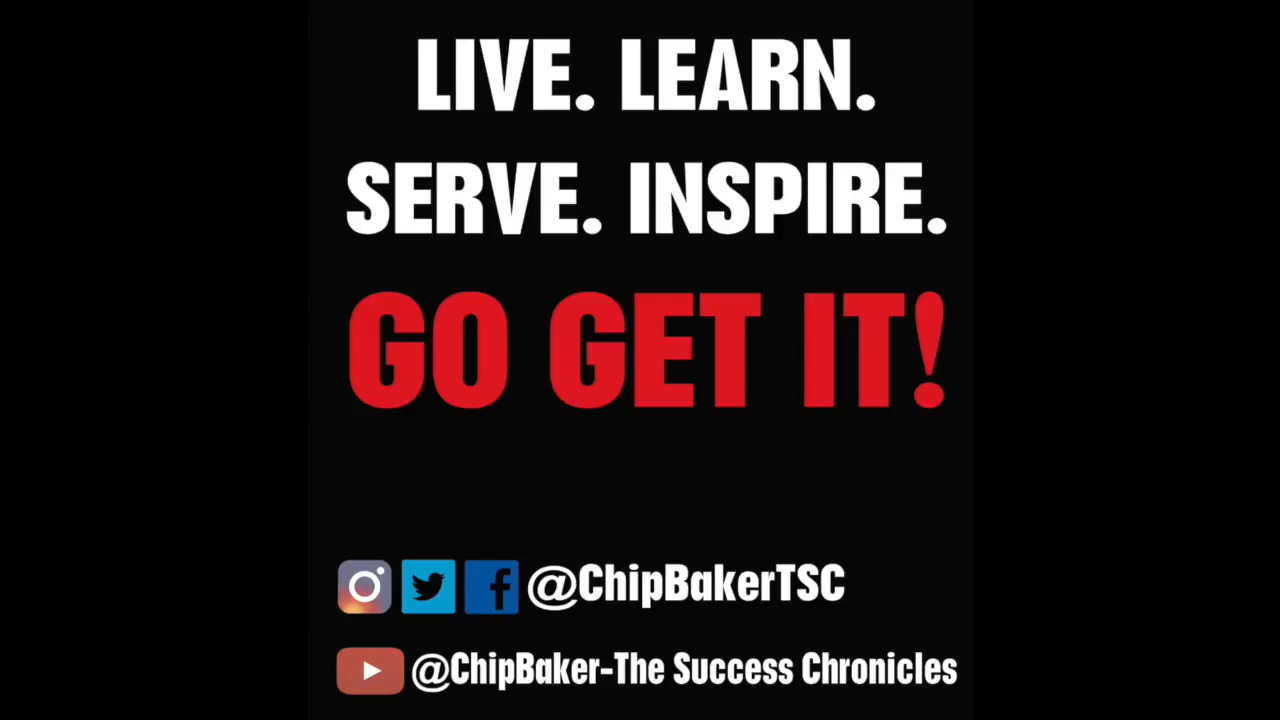 LIVE. LEARN.
SERVE. INSPIRE.
GO GET IT!
@ChipBakerTSC
@ChipBaker-The Success Chronicles